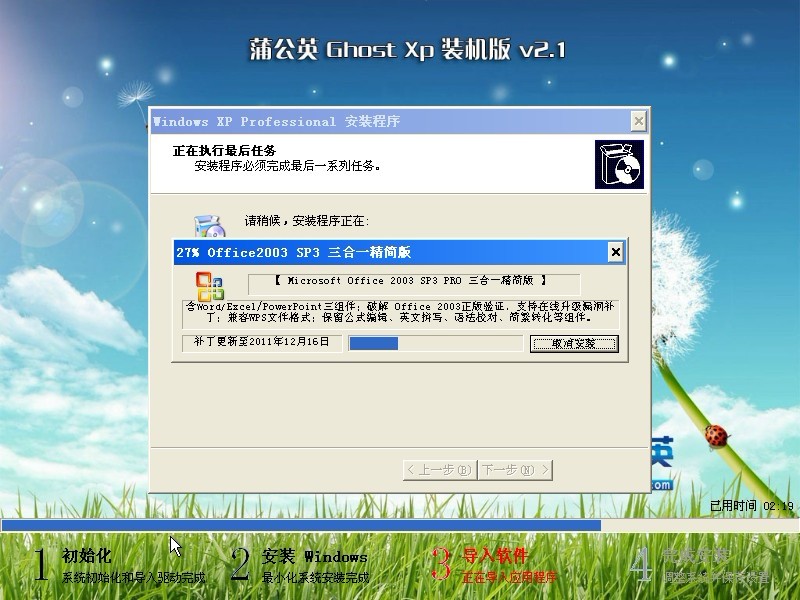 蒲公英 Ghost Xp 装机版 v2.1
Windows XP Professional 安装程序
正在执行最后任务
安装程序必须完成最后一系列任务。
请稍候，安装程序正在:
27% Office2003 SP3 三合一精简版
【 Microsoft Office 2003 SP3 PRO 三合一精简版 】
含Word/Excel/PowerPoint三组件；破解 Office 2003正版验证，支持在线升级漏洞补
丁；兼容WPS文件格式；保留公式编辑、英文拼写、语法校对、简繁转化等组件。
补丁更新至2011年12月16日
取消安装
英
.com
< 上一步(B)
下一步(N) >
已用时间 02:19
1 初始化
系统初始化和导入驱动完成
2 安装 Windows
最小化系统安装完成
3 导入软件
正在导入应用程序
4